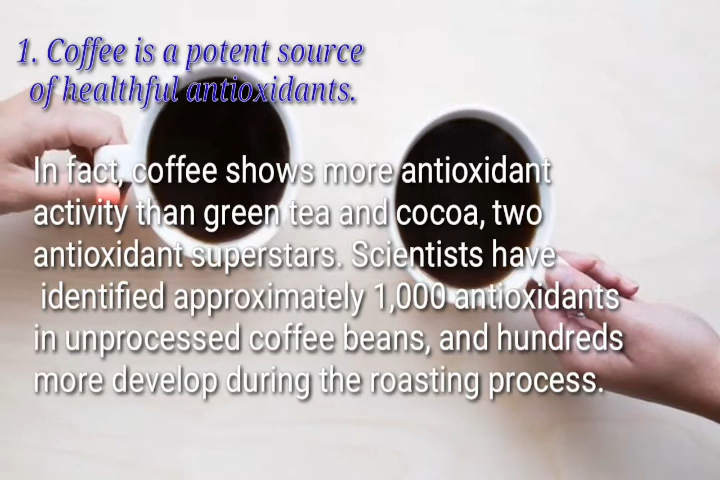 1. Coffee is a potent source
of healthful antioxidants.
In fact, coffee shows more antioxidant
activity than green tea and cocoa, two
antioxidant superstars. Scientists have
identified approximately 1,000 antioxidants
in unprocessed coffee beans, and hundreds
more develop during the roasting process.